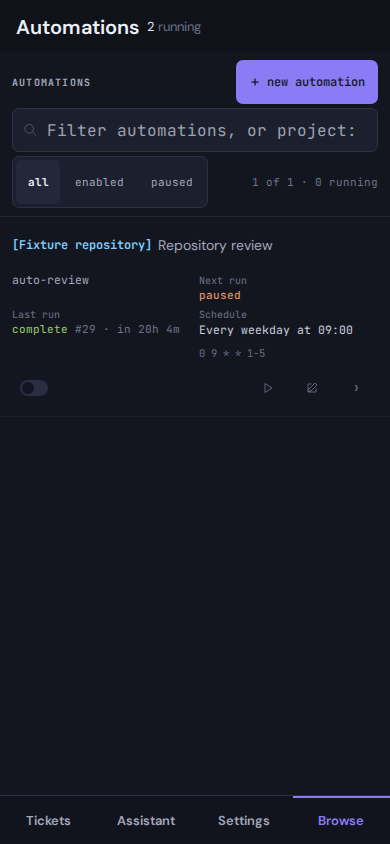 Automations 2 running
AUTOMATIONS
+ new automation
Filter automations, or project:
all enabled paused
1 of 1 · 0 running
[Fixture repository] Repository review
auto-review
Next run
paused
Last run
complete #29 · in 20h 4m
Schedule
Every weekday at 09:00
0 9 * * 1-5
Tickets Assistant Settings Browse